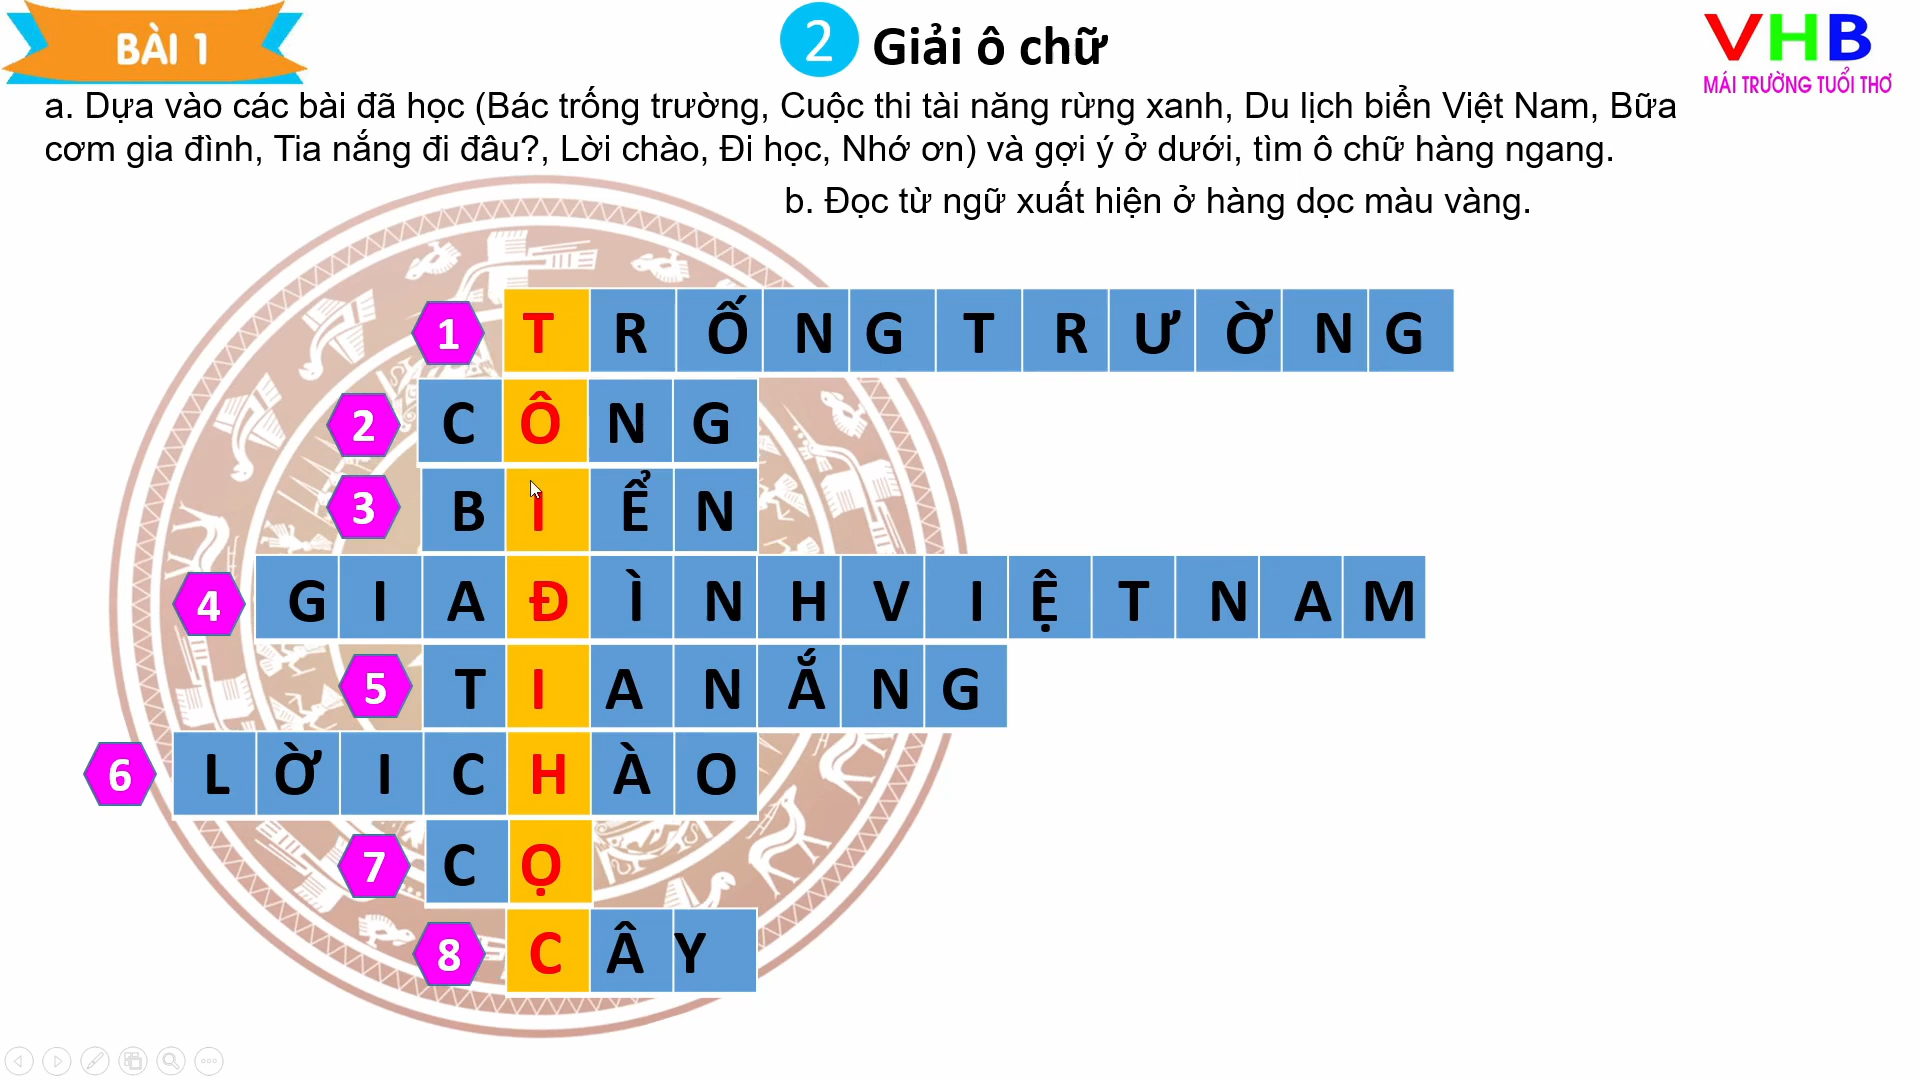 BÀI 1
2 Giải ô chữ
VHB
MÁI TRƯỜNG TUỔI THƠ
a. Dựa vào các bài đã học (Bác trống trường, Cuộc thi tài năng rừng xanh, Du lịch biển Việt Nam, Bữa
cơm gia đình, Tia nắng đi đâu?, Lời chào, Đi học, Nhớ ơn) và gợi ý ở dưới, tìm ô chữ hàng ngang.
b. Đọc từ ngữ xuất hiện ở hàng dọc màu vàng.
1 T R Ố N G T R Ư Ờ N G
2 C Ô N G
3 B I Ể N
4 G I A Đ Ì N H V I Ệ T N A M
5 T I A N Ắ N G
6 L Ờ I C H À O
7 C Ọ
8 C Â Y